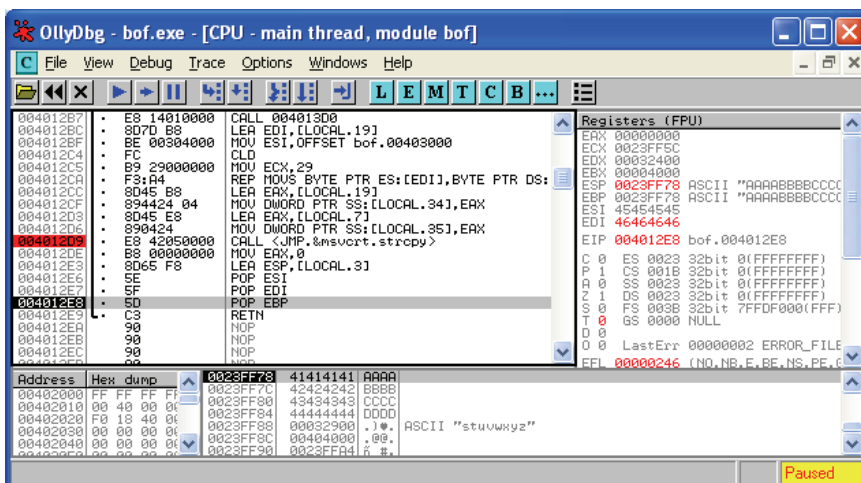 OllyDbg - bof.exe - [CPU - main thread, module bof]
C File View Debug Trace Options Windows Help
L E M T C B ...
004012B7 . E8 14010000 CALL 004013D0
004012BC . 8D7D B8 LEA EDI,[LOCAL.19]
004012BF . BE 00304000 MOV ESI,OFFSET bof.00403000
004012C4 . FC CLD
004012C5 . B9 29000000 MOV ECX,29
004012CA . F3:A4 REP MOVS BYTE PTR ES:[EDI],BYTE PTR DS:
004012CC . 8D45 B8 LEA EAX,[LOCAL.19]
004012CF . 894424 04 MOV DWORD PTR SS:[LOCAL.34],EAX
004012D3 . 8D45 E8 LEA EAX,[LOCAL.7]
004012D6 . 890424 MOV DWORD PTR SS:[LOCAL.35],EAX
004012D9 . E8 42050000 CALL <JMP.&msvcrt.strcpy>
004012DE . B8 00000000 MOV EAX,0
004012E3 . 8D65 F8 LEA ESP,[LOCAL.3]
004012E6 . 5E POP ESI
004012E7 . 5F POP EDI
004012E8 . 5D POP EBP
004012E9 . C3 RETN
004012EA 90 NOP
004012EB 90 NOP
004012EC 90 NOP
Registers (FPU)
EAX 00000000
ECX 0023FF5C
EDX 00032400
EBX 00004000
ESP 0023FF78 ASCII "AAAABBBBCCCC
EBP 0023FF78 ASCII "AAAABBBBCCCC
ESI 45454545
EDI 46464646
EIP 004012E8 bof.004012E8
C 0 ES 0023 32bit 0(FFFFFFFF)
P 1 CS 001B 32bit 0(FFFFFFFF)
A 0 SS 0023 32bit 0(FFFFFFFF)
Z 1 DS 0023 32bit 0(FFFFFFFF)
S 0 FS 003B 32bit 7FFDF000(FFF)
T 0 GS 0000 NULL
D 0
O 0 LastErr 00000002 ERROR_FILE
EFL 00000246 (NO,NB,E,BE,NS,PE,G
Address Hex dump
00402000 FF FF FF FF
00402010 00 40 00 00
00402020 F0 18 40 00
00402030 00 00 00 00
00402040 00 00 00 00
0023FF78 41414141 AAAA
0023FF7C 42424242 BBBB
0023FF80 43434343 CCCC
0023FF84 44444444 DDDD
0023FF88 00032900 ASCII "stuvwxyz"
0023FF8C 00404000 .@@.
0023FF90 0023FFA4
Paused